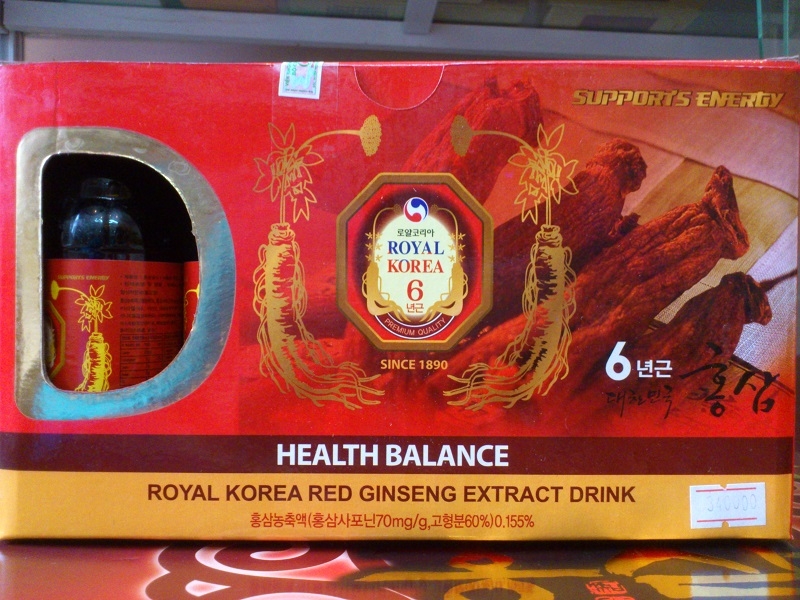 SUPPORTS ENERGY
로얄코리아
ROYAL
KOREA
6
년근
PREMIUM QUALITY
SINCE 1890
SUPPORTS ENERGY
6년근
대한민국 홍삼
HEALTH BALANCE
ROYAL KOREA RED GINSENG EXTRACT DRINK
홍삼농축액(홍삼사포닌70mg/g,고형분60%)0.155%